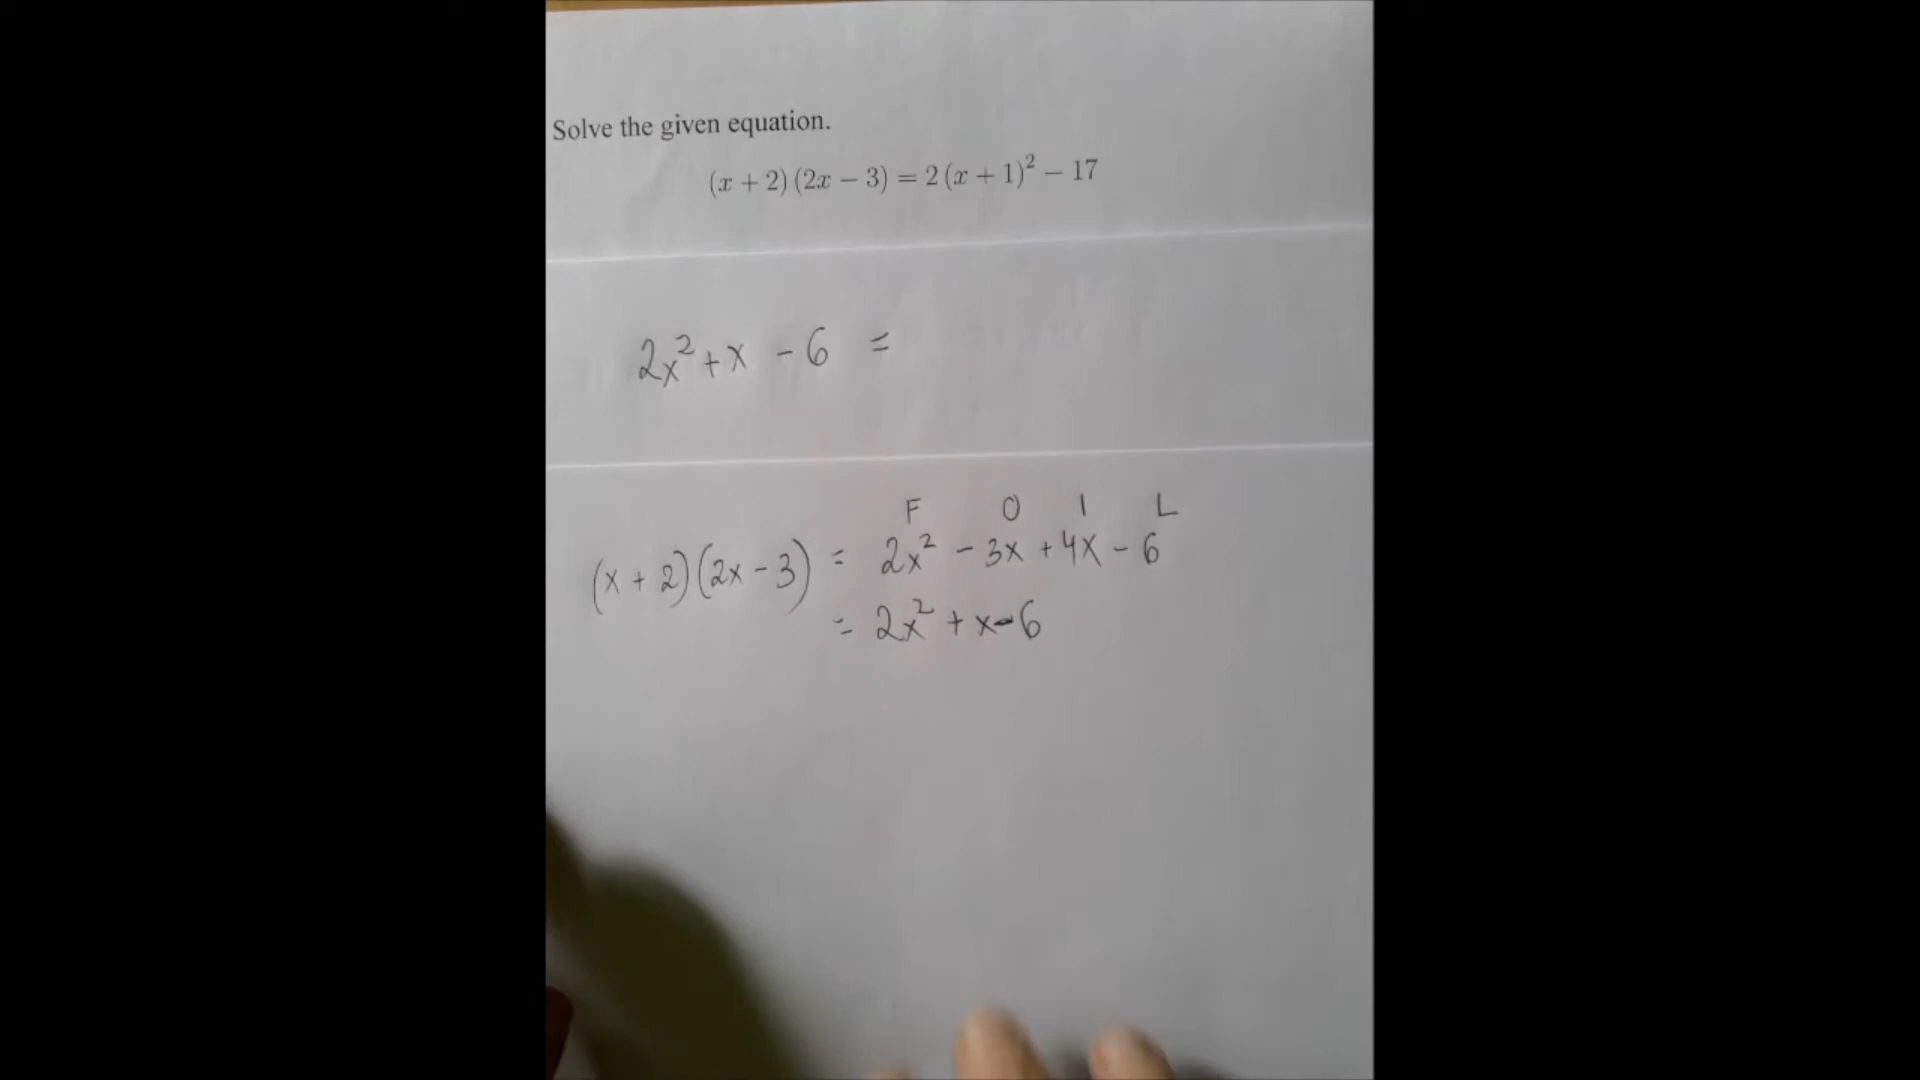 Solve the given equation.
(x + 2) (2x − 3) = 2 (x + 1)² − 17
2x² + x - 6 =
F O I L
(x + 2)(2x - 3) = 2x² - 3x + 4x - 6
= 2x² + x - 6